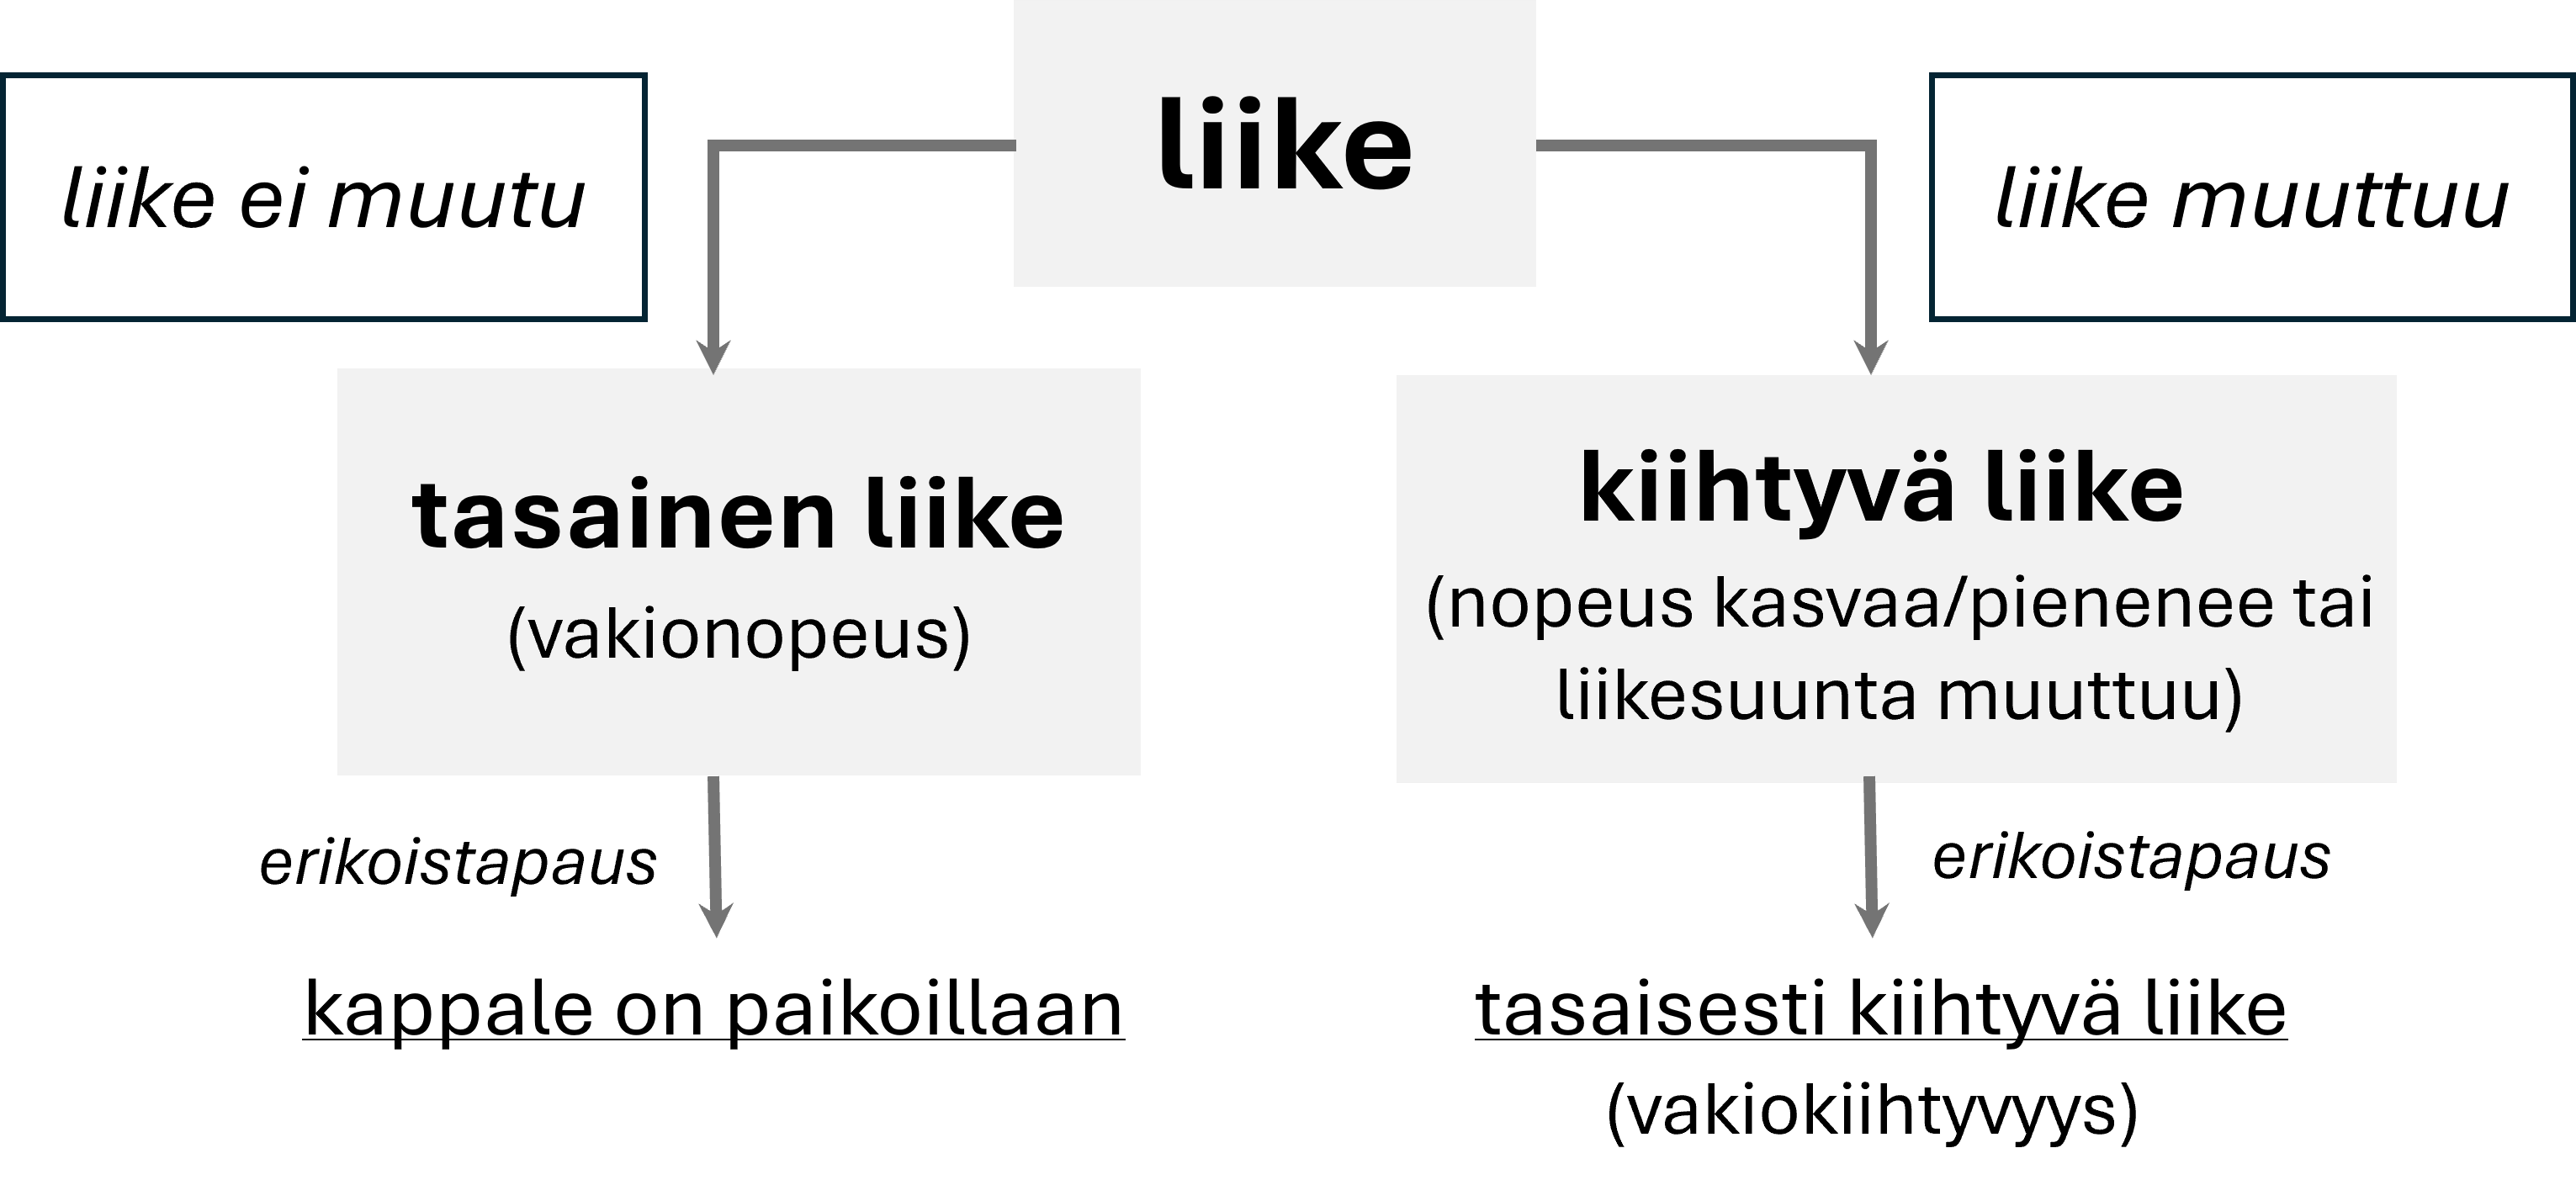 liike
liike ei muutu
liike muuttuu
tasainen liike
(vakionopeus)
kiihtyvä liike
(nopeus kasvaa/pienenee tai
liikesuunta muuttuu)
erikoistapaus
erikoistapaus
kappale on paikoillaan
tasaisesti kiihtyvä liike
(vakiokiihtyvyys)